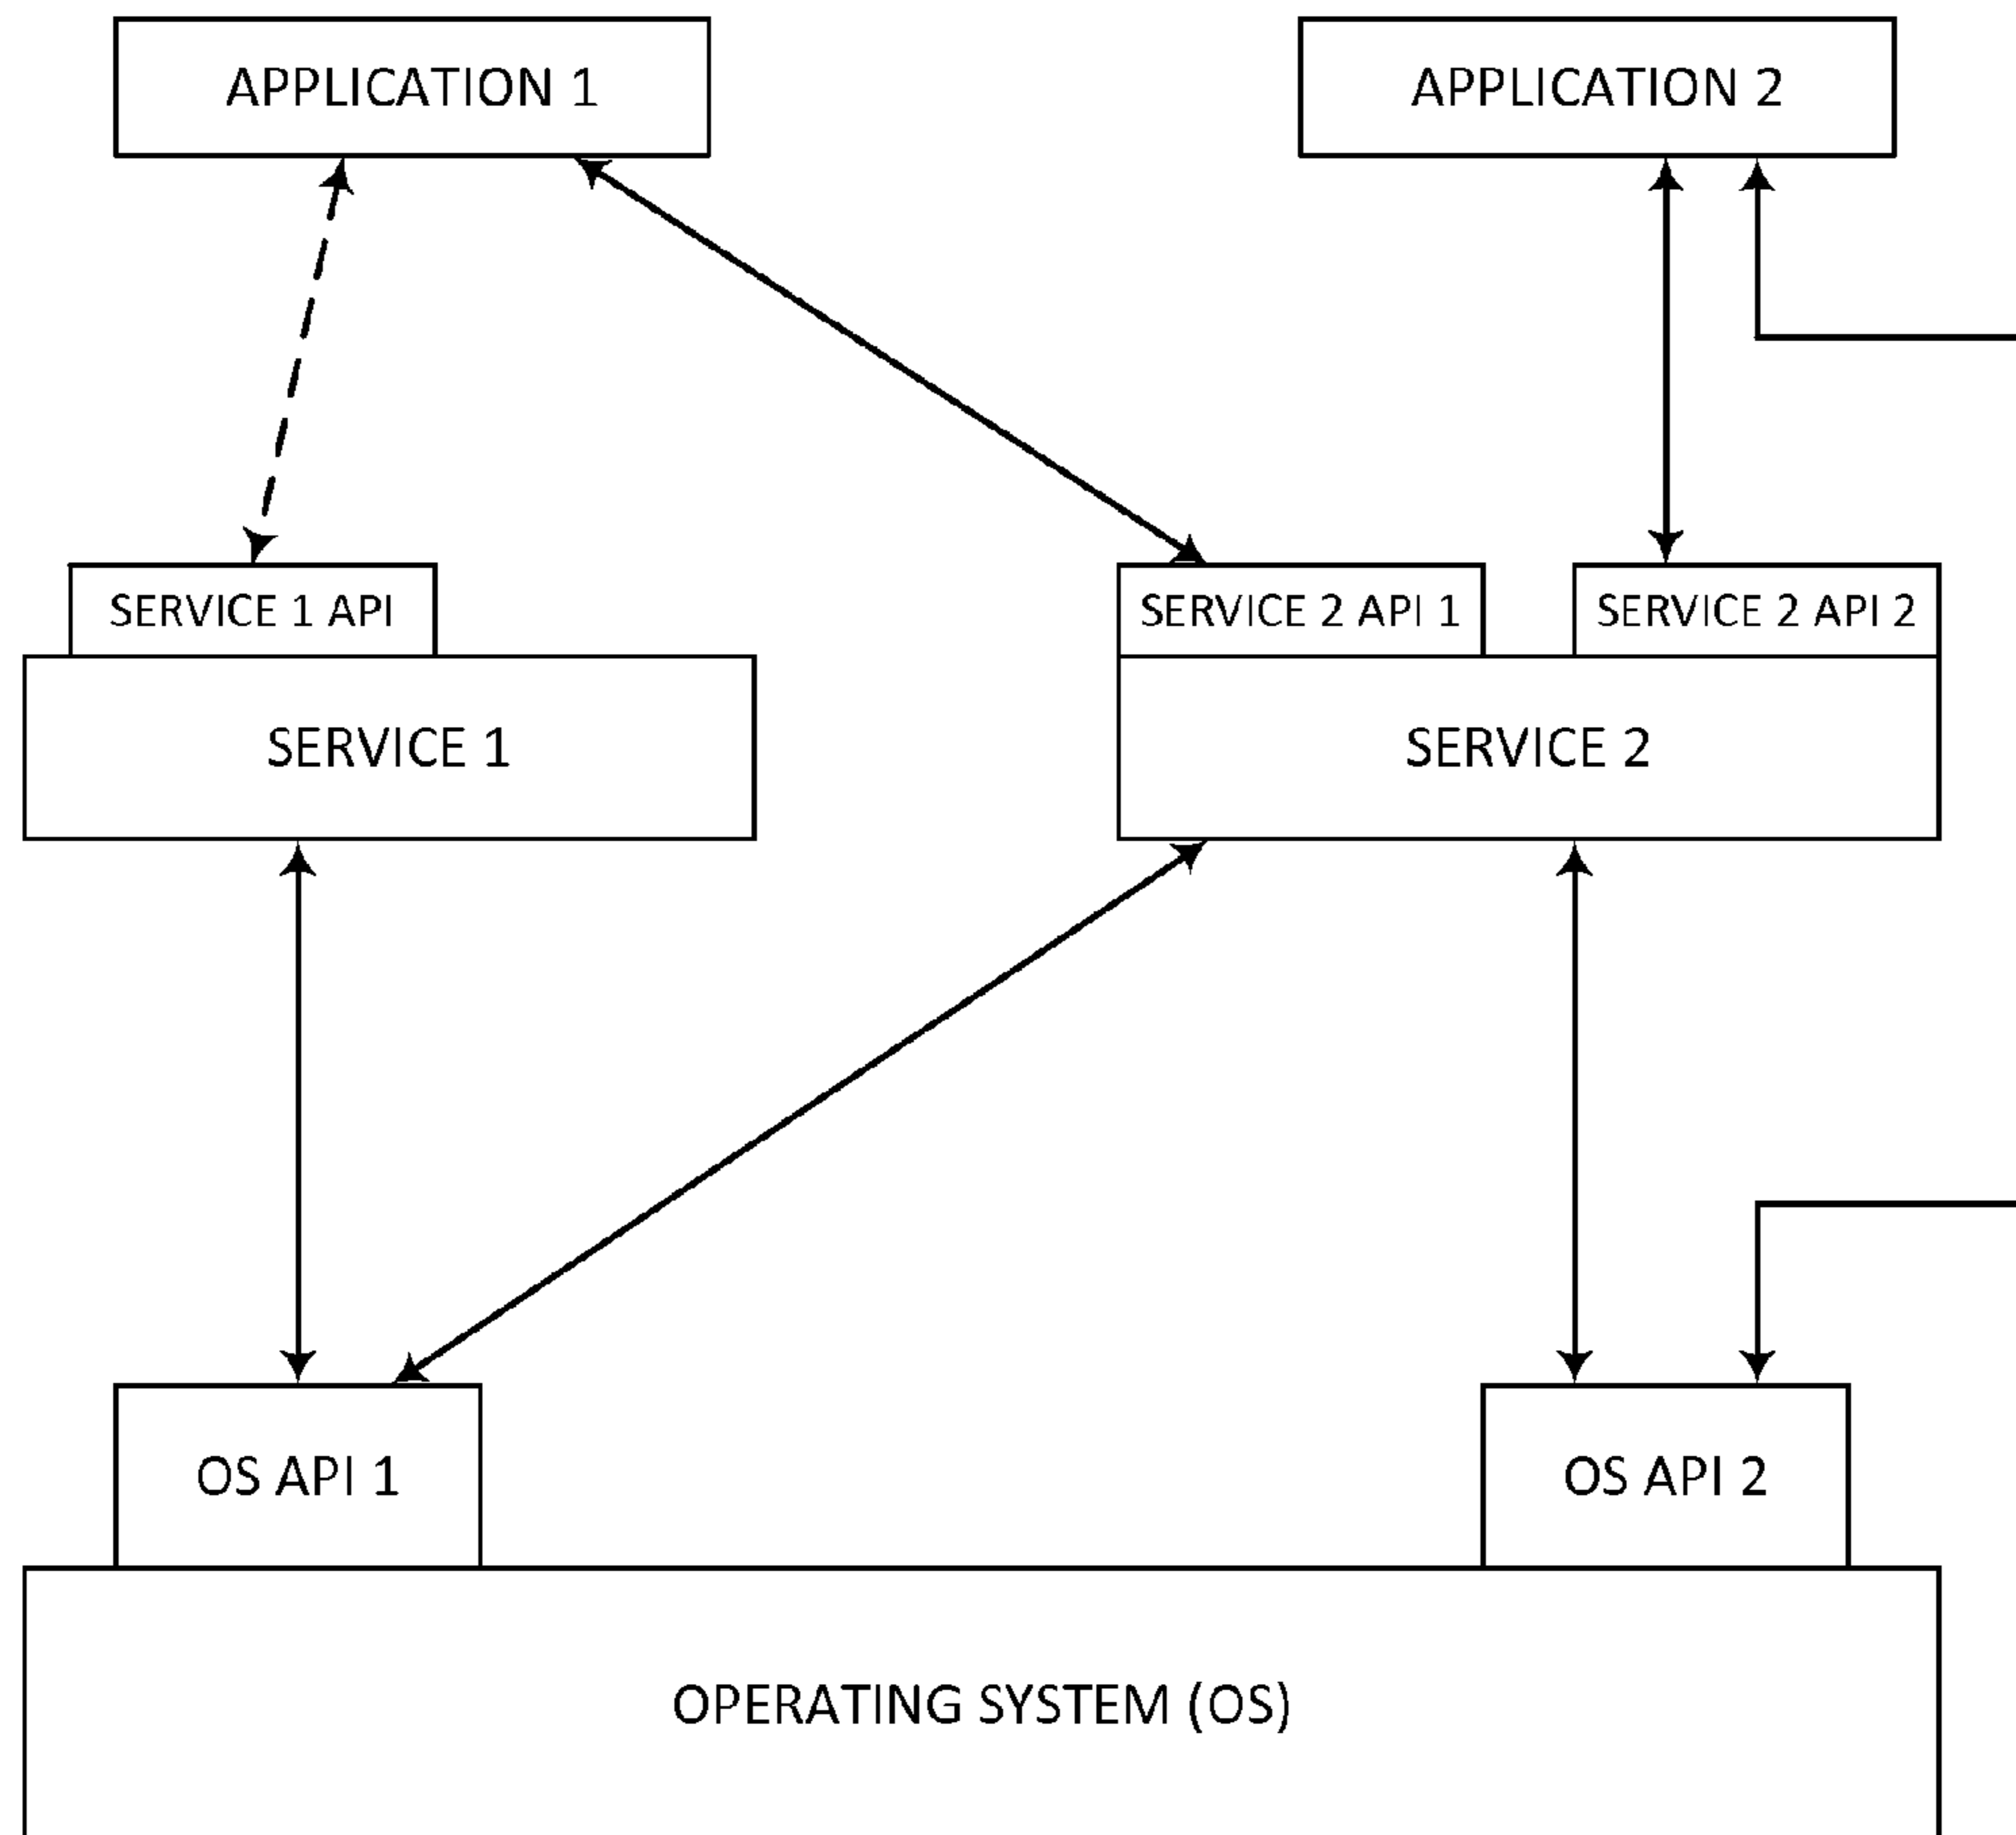 APPLICATION 1
APPLICATION 2
SERVICE 1 API
SERVICE 2 API 1
SERVICE 2 API 2
SERVICE 1
SERVICE 2
OS API 1
OS API 2
OPERATING SYSTEM (OS)